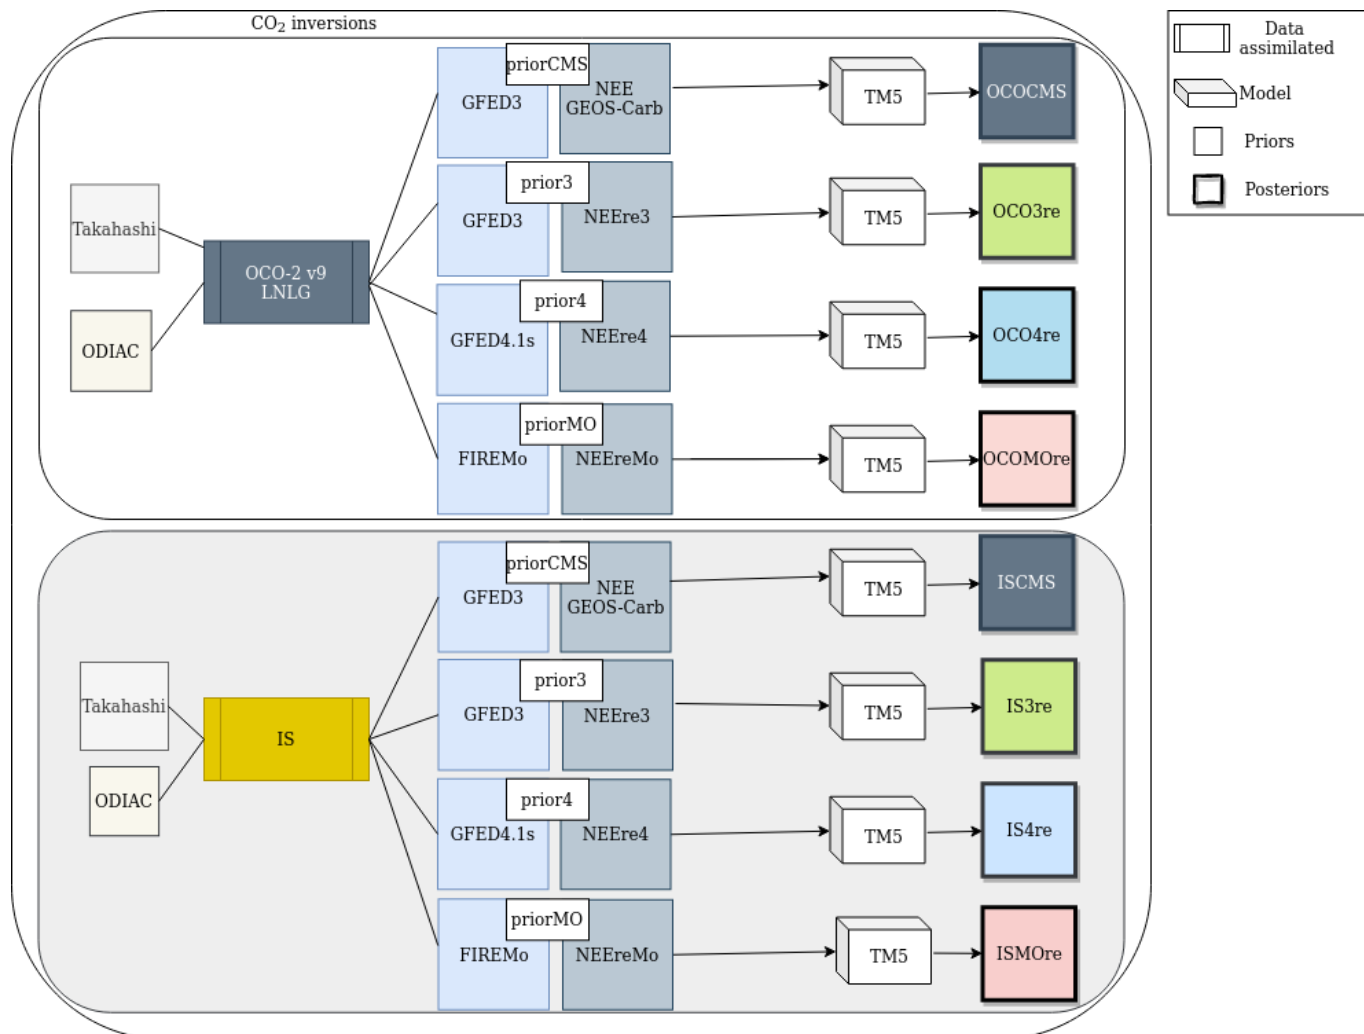 CO₂ inversions
Takahashi
ODIAC
OCO-2 v9
LNLG
priorCMS
GFED3
NEE
GEOS-Carb
TM5
OCOCMS
prior3
GFED3
NEEre3
TM5
OCO3re
prior4
GFED4.1s
NEEre4
TM5
OCO4re
priorMO
FIREMo
NEEreMo
TM5
OCOMOre
Takahashi
ODIAC
IS
priorCMS
GFED3
NEE
GEOS-Carb
TM5
ISCMS
prior3
GFED3
NEEre3
TM5
IS3re
prior4
GFED4.1s
NEEre4
TM5
IS4re
priorMO
FIREMo
NEEreMo
TM5
ISMOre
Data
assimilated
Model
Priors
Posteriors